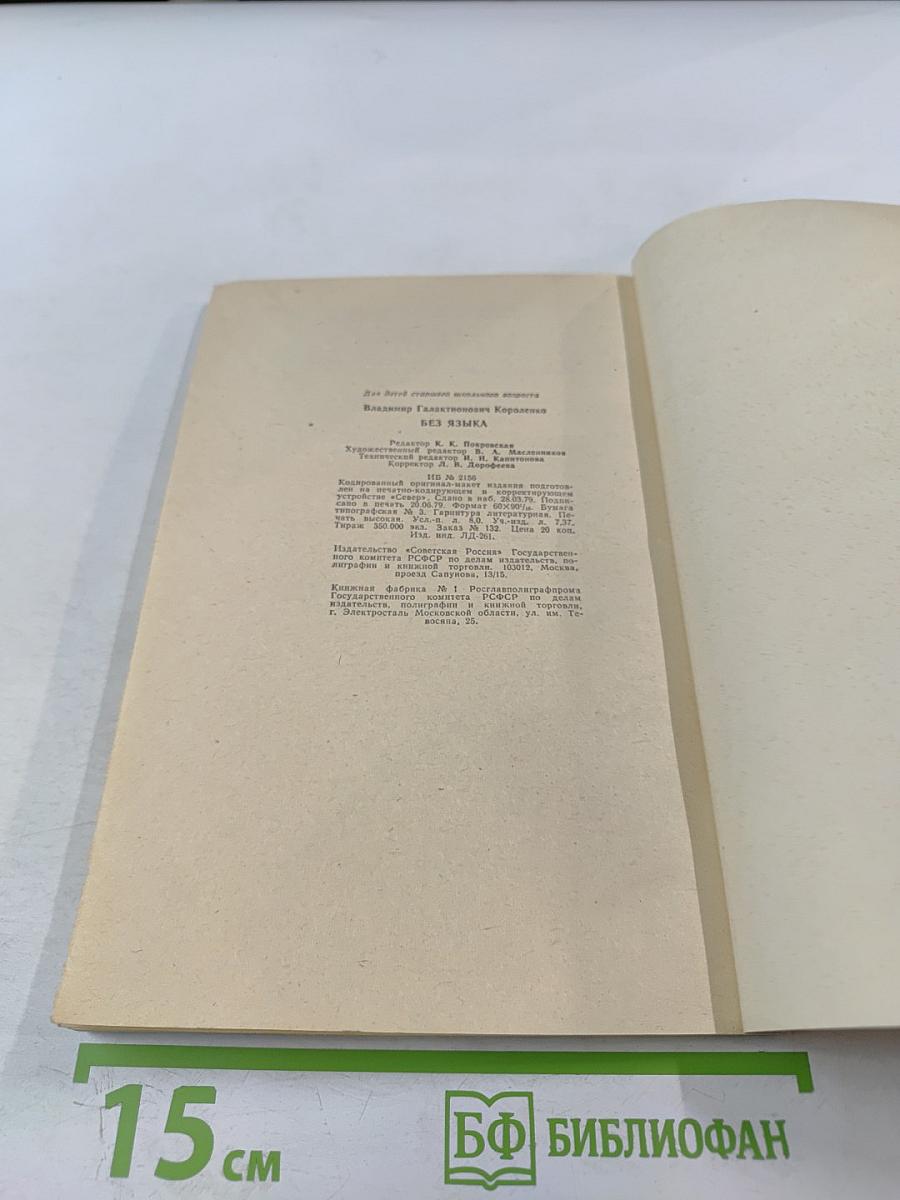 Для детей старшего школьного возраста
Владимир Галактионович Короленко
БЕЗ ЯЗЫКА
Редактор К. К. Покровская
Художественный редактор В. А. Масленников
Технический редактор И. И. Капитонова
Корректор Л. В. Дорофеева
ИБ № 2156
Кодированный оригинал-макет издания подготов-
лен на печатно-кодирующем и корректирующем
устройстве «Север». Сдано в наб. 28.03.79. Подпи-
сано в печать 20.06.79. Формат 60×90¹/₁₆. Бумага
типографская № 3. Гарнитура литературная. Пе-
чать высокая. Усл.-п. л. 8,0. Уч.-изд. л. 7,37.
Тираж 350.000 экз. Заказ № 132. Цена 20 коп.
Изд. инд. ЛД-261.
Издательство «Советская Россия» Государствен-
ного комитета РСФСР по делам издательств, по-
лиграфии и книжной торговли. 103012, Москва,
проезд Сапунова, 13/15.
Книжная фабрика № 1 Росглавполиграфпрома
Государственного комитета РСФСР по делам
издательств, полиграфии и книжной торговли,
г. Электросталь Московской области, ул. им. Те-
восяна, 25.
15 см
БФ БИБЛИОФАН